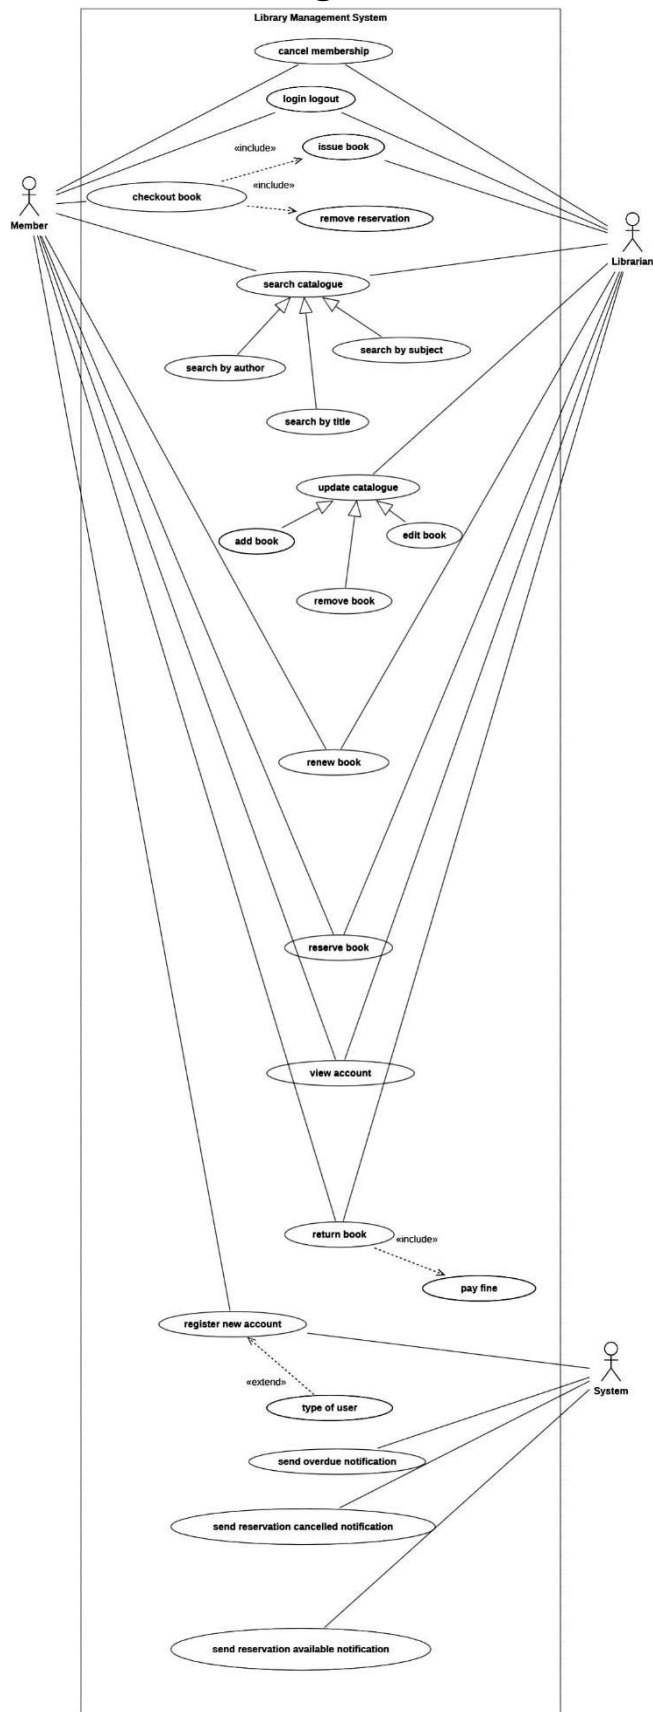 Library Management System
cancel membership
login logout
«include»
issue book
«include»
checkout book
remove reservation
Member
Librarian
search catalogue
search by subject
search by author
search by title
update catalogue
add book
edit book
remove book
renew book
reserve book
view account
return book
«include»
pay fine
register new account
«extend»
System
type of user
send overdue notification
send reservation cancelled notification
send reservation available notification